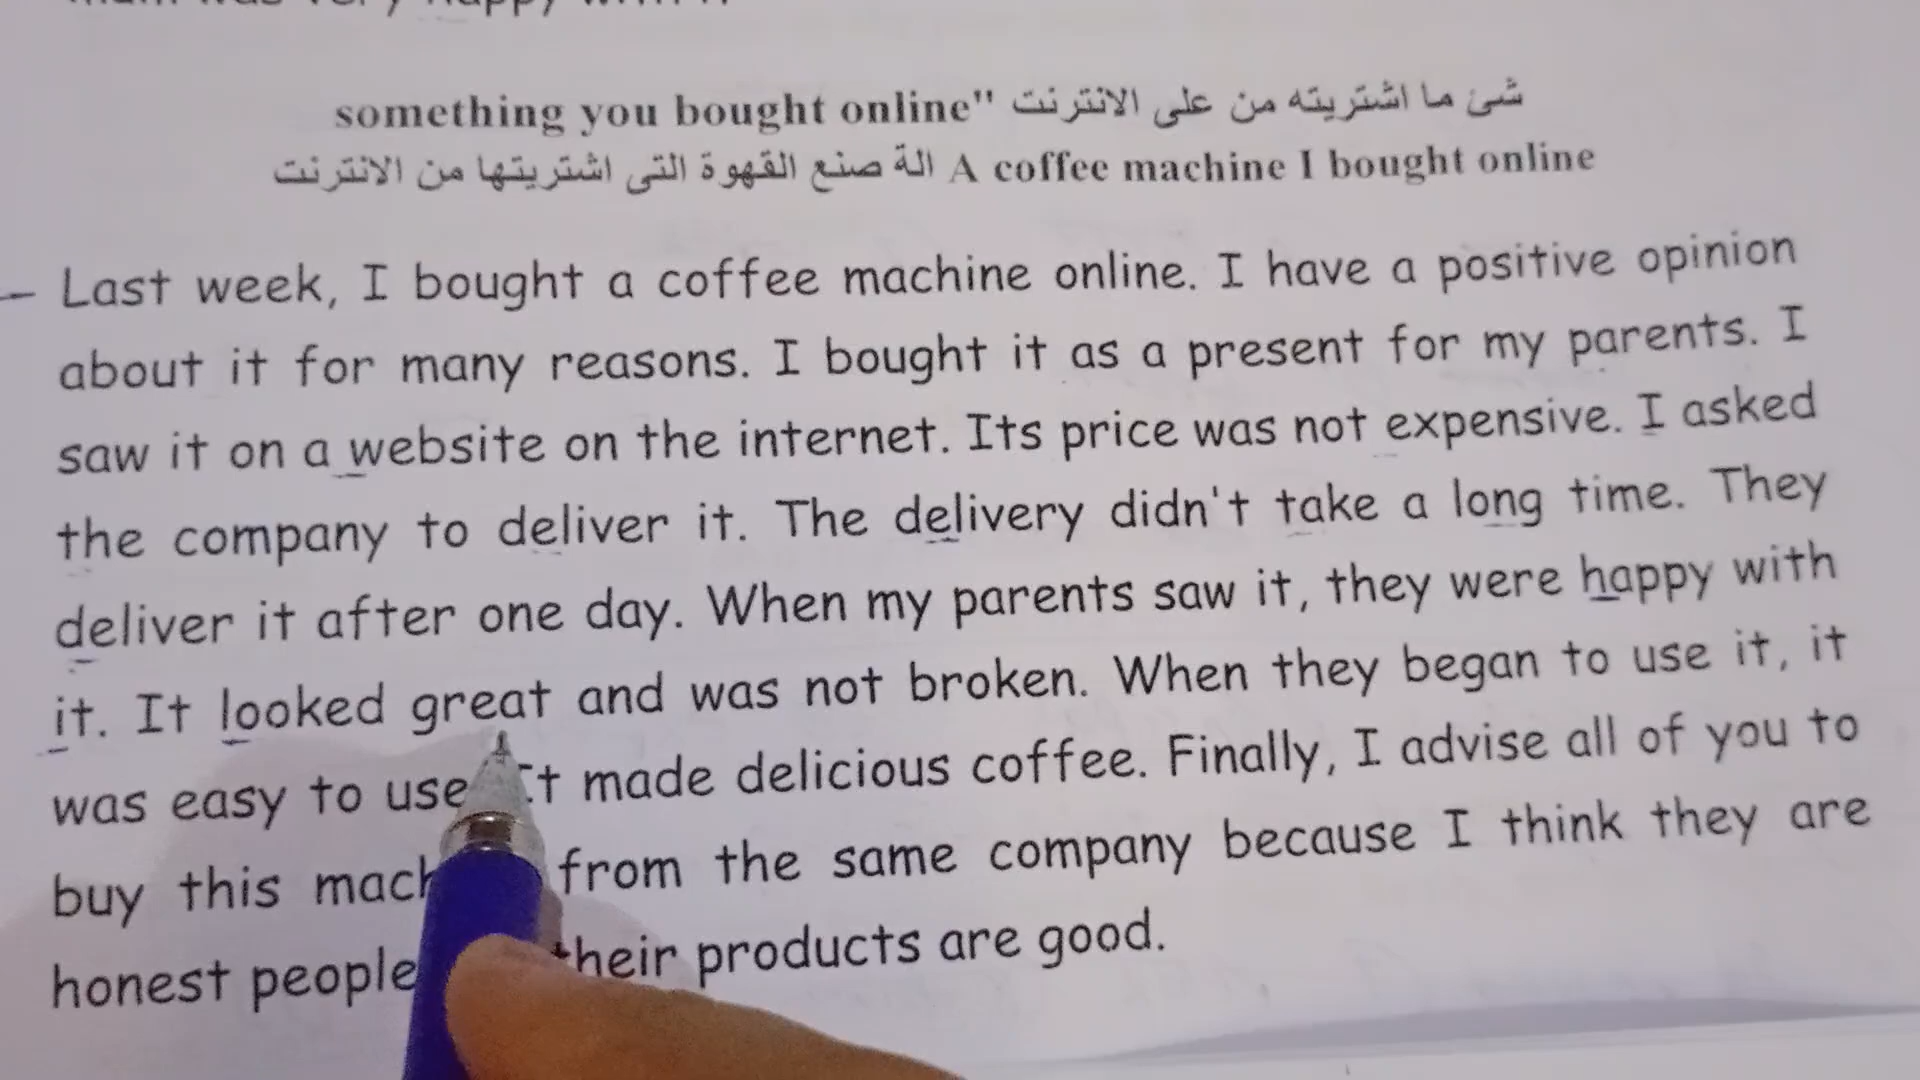 something you bought online" شئ ما اشتريته من على الانترنت
الة صنع القهوة التى اشتريتها من الانترنت A coffee machine I bought online
Last week, I bought a coffee machine online. I have a positive opinion
about it for many reasons. I bought it as a present for my parents. I
saw it on a website on the internet. Its price was not expensive. I asked
the company to deliver it. The delivery didn't take a long time. They
deliver it after one day. When my parents saw it, they were happy with
it. It looked great and was not broken. When they began to use it, it
was easy to use It made delicious coffee. Finally, I advise all of you to
buy this from the same company because I think they are
honest people their products are good.